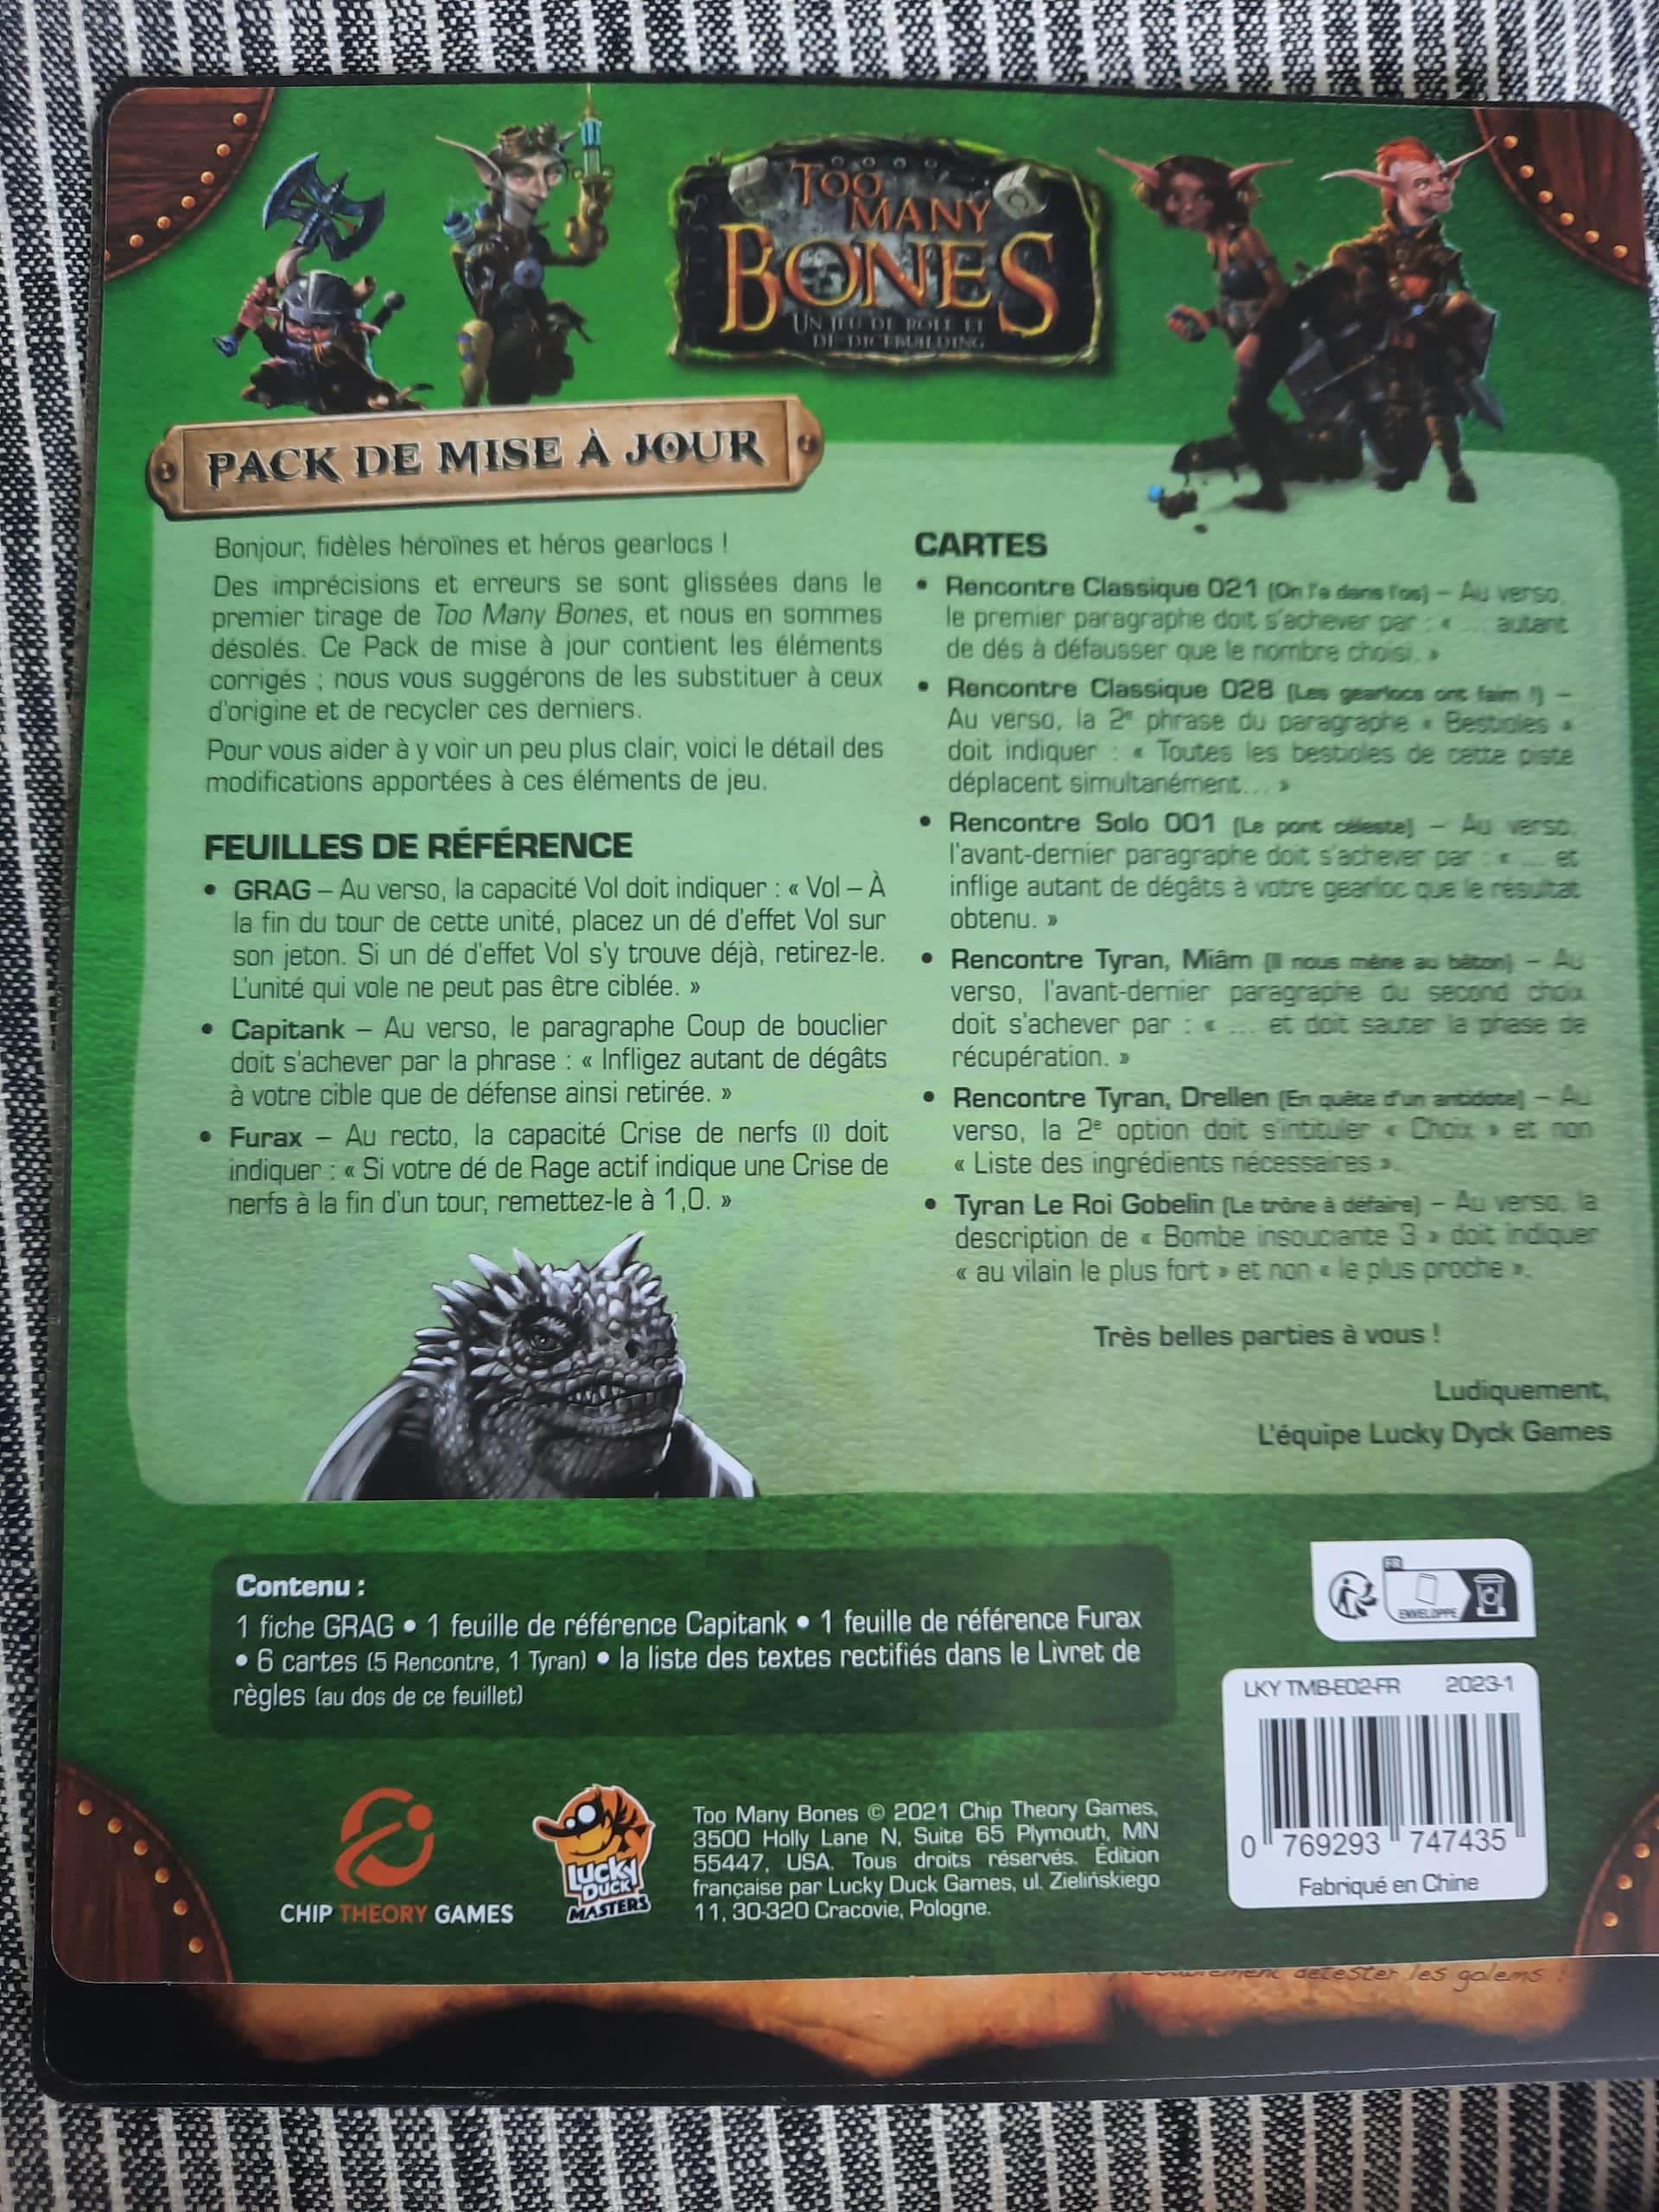 TOO
MANY
BONES
UN JEU DE RÔLE ET
DE DICEBUILDING
PACK DE MISE À JOUR
Bonjour, fidèles héroïnes et héros gearlocs !
Des imprécisions et erreurs se sont glissées dans le
premier tirage de Too Many Bones, et nous en sommes
désolés. Ce Pack de mise à jour contient les éléments
corrigés ; nous vous suggérons de les substituer à ceux
d'origine et de recycler ces derniers.
Pour vous aider à y voir un peu plus clair, voici le détail des
modifications apportées à ces éléments de jeu.
FEUILLES DE RÉFÉRENCE
• GRAG – Au verso, la capacité Vol doit indiquer : « Vol – À
la fin du tour de cette unité, placez un dé d'effet Vol sur
son jeton. Si un dé d'effet Vol s'y trouve déjà, retirez-le.
L'unité qui vole ne peut pas être ciblée. »
• Capitank – Au verso, le paragraphe Coup de bouclier
doit s'achever par la phrase : « Infligez autant de dégâts
à votre cible que de défense ainsi retirée. »
• Furax – Au recto, la capacité Crise de nerfs (I) doit
indiquer : « Si votre dé de Rage actif indique une Crise de
nerfs à la fin d'un tour, remettez-le à 1,0. »
CARTES
• Rencontre Classique 021 (On l'a dans l'os) – Au verso,
le premier paragraphe doit s'achever par : « ... autant
de dés à défausser que le nombre choisi. »
• Rencontre Classique 028 (Les gearlocs ont faim !) –
Au verso, la 2e phrase du paragraphe « Bestioles »
doit indiquer : « Toutes les bestioles de cette piste
déplacent simultanément... »
• Rencontre Solo 001 (Le pont céleste) – Au verso,
l'avant-dernier paragraphe doit s'achever par : « ... et
inflige autant de dégâts à votre gearloc que le résultat
obtenu. »
• Rencontre Tyran, Miâm (Il nous mène au bâton) – Au
verso, l'avant-dernier paragraphe du second choix
doit s'achever par : « ... et doit sauter la phase de
récupération. »
• Rencontre Tyran, Drellen (En quête d'un antidote) – Au
verso, la 2e option doit s'intituler « Choix » et non
« Liste des ingrédients nécessaires ».
• Tyran Le Roi Gobelin (Le trône à défaire) – Au verso, la
description de « Bombe insouciante 3 » doit indiquer
« au vilain le plus fort » et non « le plus proche ».
Très belles parties à vous !
Ludiquement,
L'équipe Lucky Dyck Games
Contenu :
1 fiche GRAG • 1 feuille de référence Capitank • 1 feuille de référence Furax
• 6 cartes (5 Rencontre, 1 Tyran) • la liste des textes rectifiés dans le Livret de
règles (au dos de ce feuillet)
FR
ENVELOPPE
LKY TMB-E02-FR 2023-1
0 769293 747435
Fabriqué en Chine
CHIP THEORY GAMES
LUCKY
DUCK
MASTERS
Too Many Bones © 2021 Chip Theory Games,
3500 Holly Lane N, Suite 65 Plymouth, MN
55447, USA. Tous droits réservés. Édition
française par Lucky Duck Games, ul. Zielińskiego
11, 30-320 Cracovie, Pologne.
détester les golems !